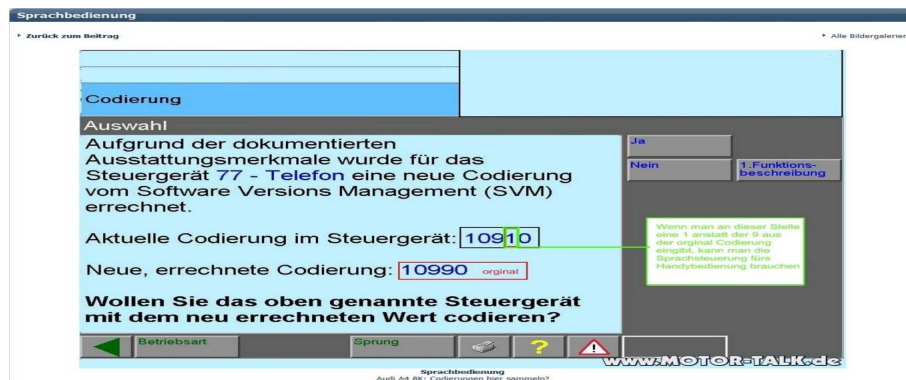 Sprachbedienung
Zurück zum Beitrag
Alle Bildergalerien
Codierung
Auswahl
Aufgrund der dokumentierten
Ausstattungsmerkmale wurde für das
Steuergerät 77 - Telefon eine neue Codierung
vom Software Versions Management (SVM)
errechnet.
Aktuelle Codierung im Steuergerät: 10910
Neue, errechnete Codierung: 10990 orginal
Wollen Sie das oben genannte Steuergerät
mit dem neu errechneten Wert codieren?
Ja
Nein
1.Funktions-
beschreibung
Wenn man an dieser Stelle
eine 1 anstatt der 9 aus
der orginal Codierung
eingibt, kann man die
Sprachsteuerung fürs
Handybedienung brauchen
Betriebsart
Sprung
?
!
www.MOTOR-TALK.de
Sprachbedienung
Audi A4 8K: Codierungen hier sammeln?